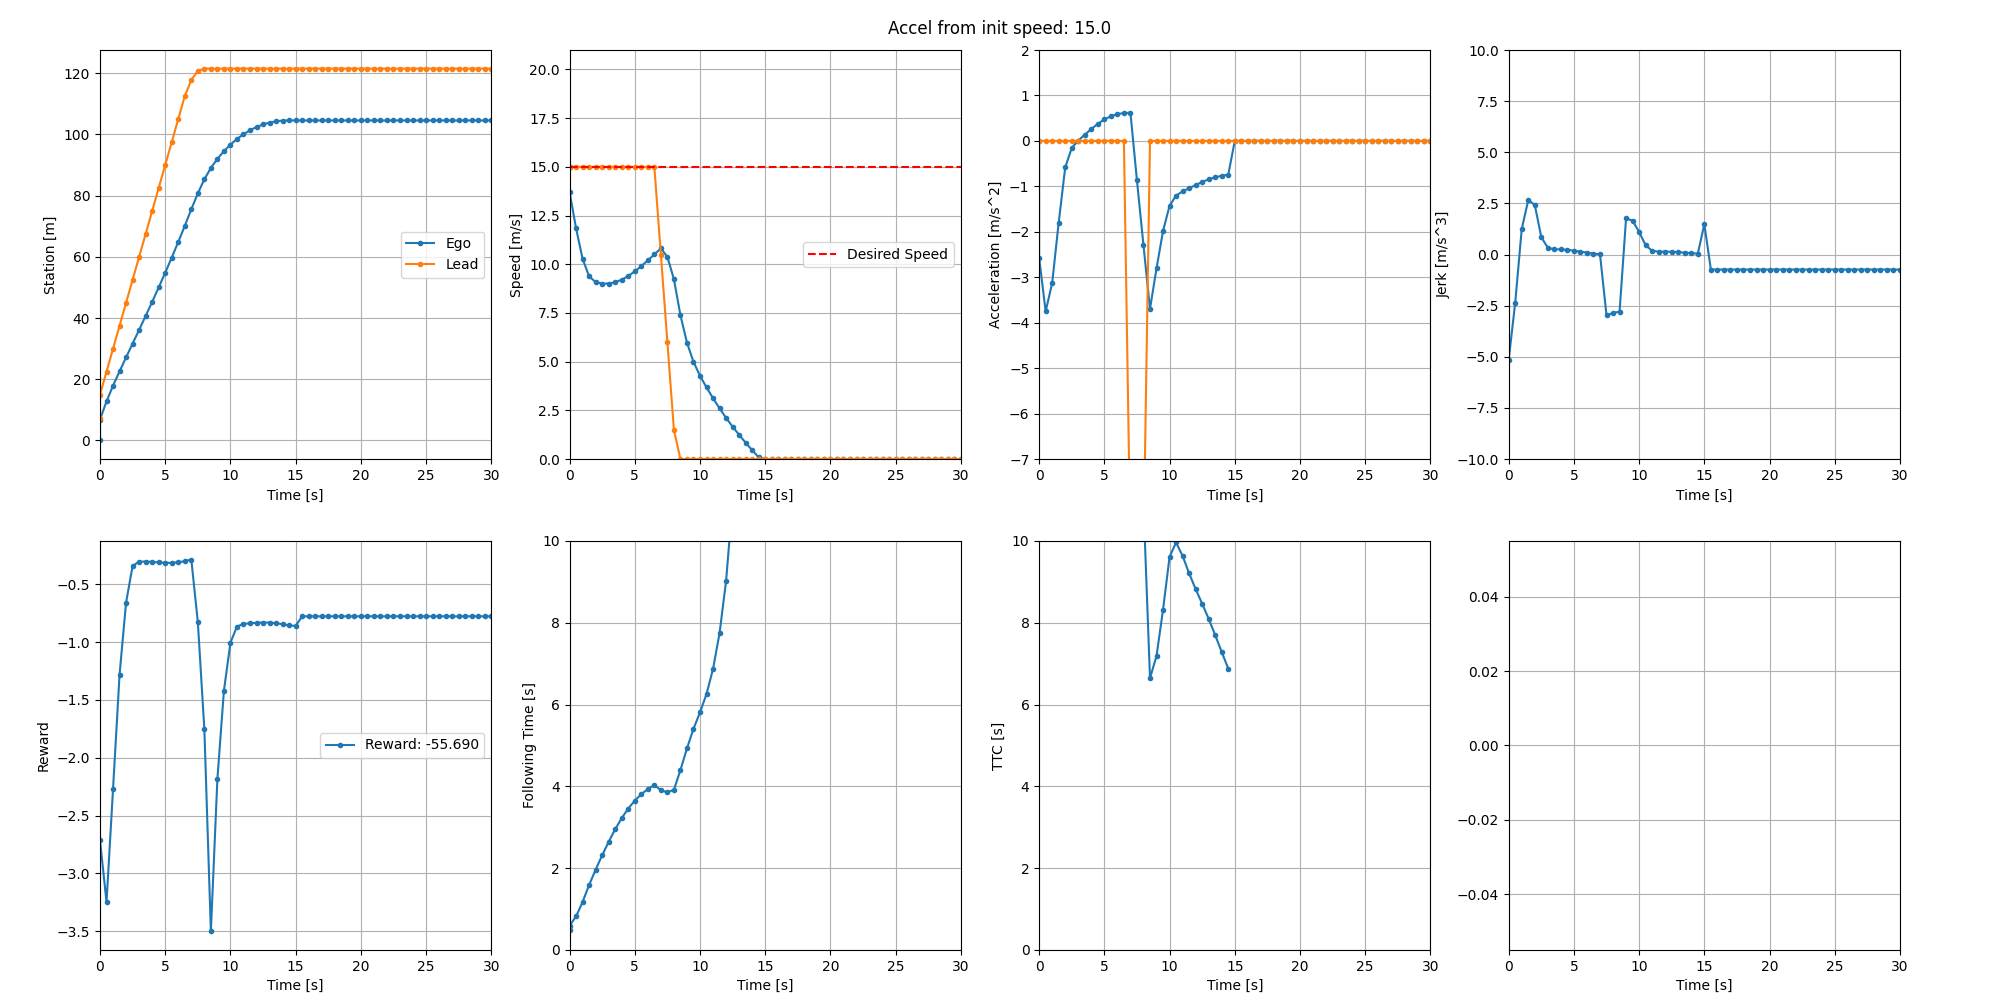 Accel from init speed: 15.0
Station [m]
120
100
80
60
40
20
0
Ego
Lead
0 5 10 15 20 25 30
Time [s]
Speed [m/s]
20.0
17.5
15.0
12.5
10.0
7.5
5.0
2.5
0.0
Desired Speed
0 5 10 15 20 25 30
Time [s]
Acceleration [m/s^2]
2
1
0
−1
−2
−3
−4
−5
−6
−7
0 5 10 15 20 25 30
Time [s]
Jerk [m/s^3]
10.0
7.5
5.0
2.5
0.0
−2.5
−5.0
−7.5
−10.0
0 5 10 15 20 25 30
Time [s]
Reward
−0.5
−1.0
−1.5
−2.0
−2.5
−3.0
−3.5
Reward: -55.690
0 5 10 15 20 25 30
Time [s]
Following Time [s]
10
8
6
4
2
0
0 5 10 15 20 25 30
Time [s]
TTC [s]
10
8
6
4
2
0
0 5 10 15 20 25 30
Time [s]
0.04
0.02
0.00
−0.02
−0.04
0 5 10 15 20 25 30
Time [s]